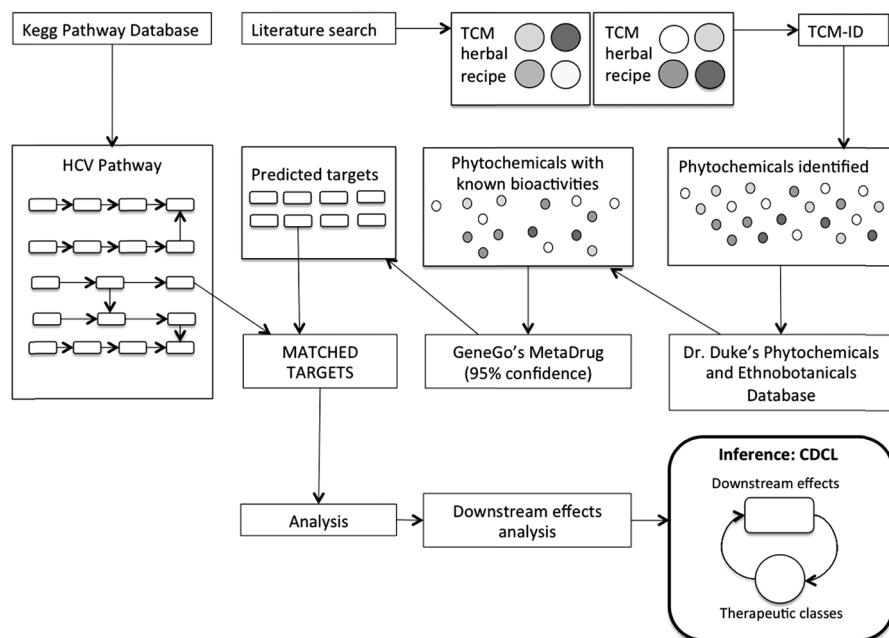 Kegg Pathway Database
Literature search
TCM
herbal
recipe
TCM
herbal
recipe
TCM-ID
HCV Pathway
Predicted targets
Phytochemicals with
known bioactivities
Phytochemicals identified
MATCHED
TARGETS
GeneGo's MetaDrug
(95% confidence)
Dr. Duke's Phytochemicals
and Ethnobotanicals
Database
Analysis
Downstream effects
analysis
Inference: CDCL
Downstream effects
Therapeutic classes